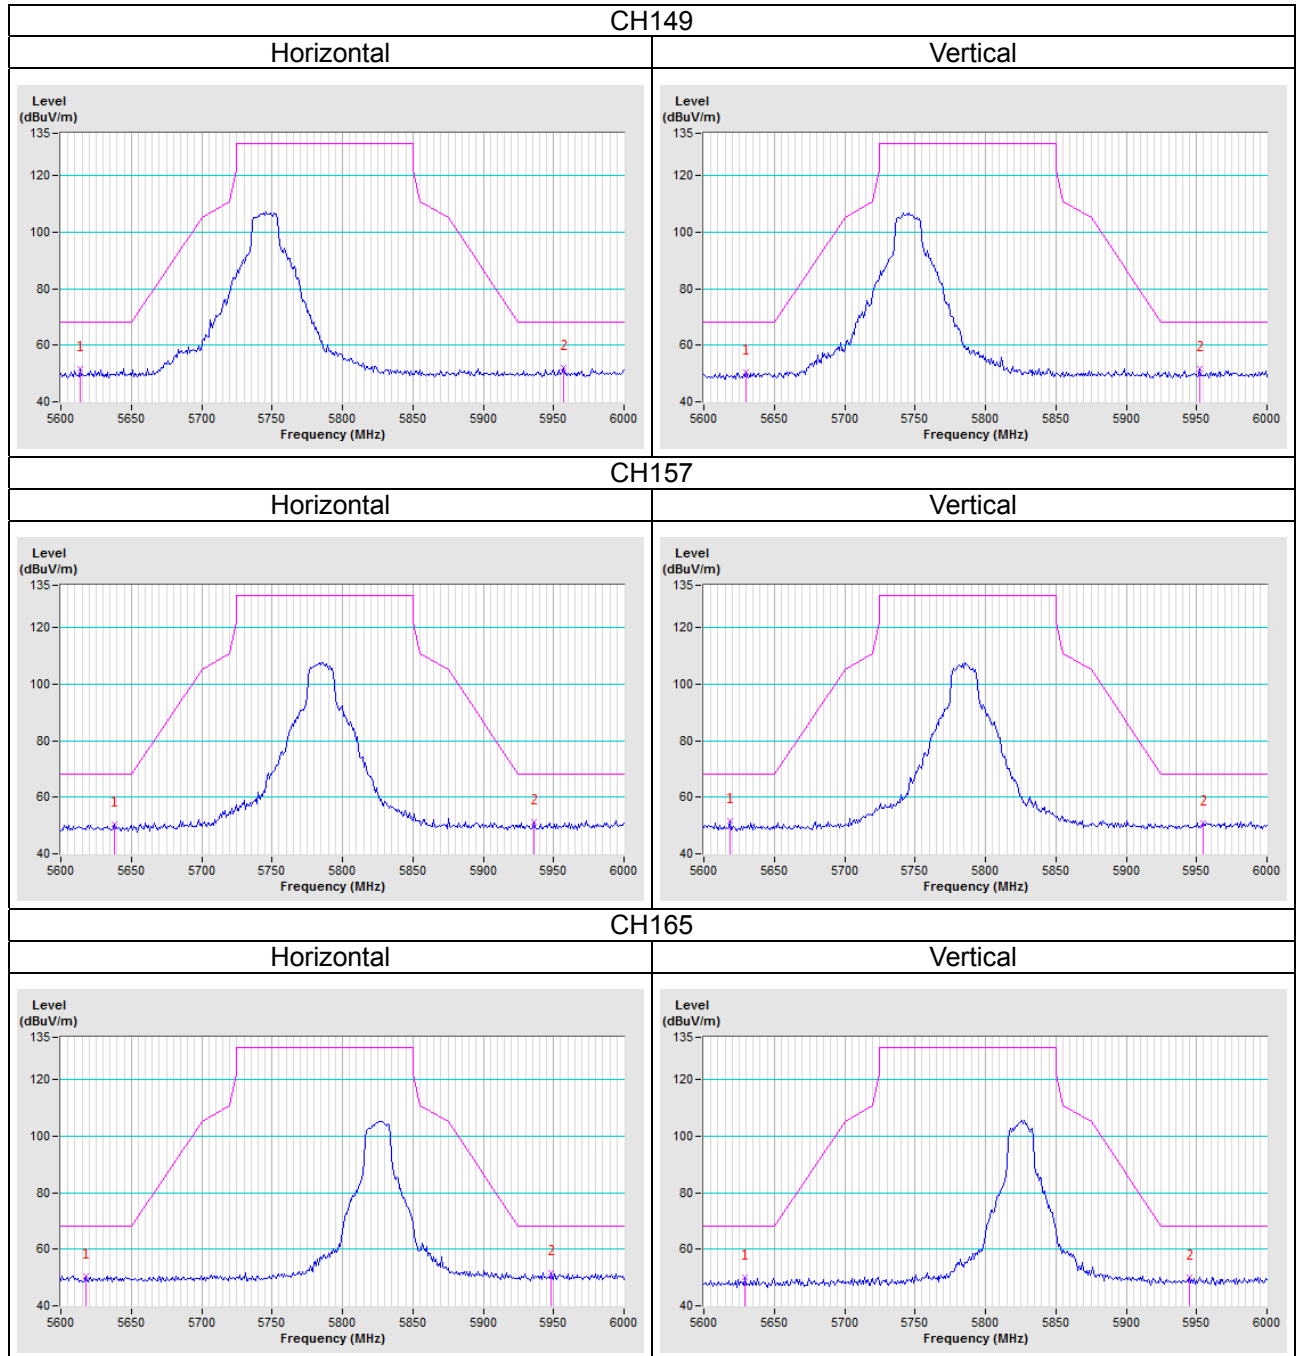 CH149
Horizontal Vertical
Level Level
(dBuV/m) (dBuV/m)
135 135
120 120
100 100
80 80
60 60
1 2 1 2
40 40
5600 5650 5700 5750 5800 5850 5900 5950 6000 5600 5650 5700 5750 5800 5850 5900 5950 6000
Frequency (MHz) Frequency (MHz)
CH157
Horizontal Vertical
Level Level
(dBuV/m) (dBuV/m)
135 135
120 120
100 100
80 80
60 60
1 2 1 2
40 40
5600 5650 5700 5750 5800 5850 5900 5950 6000 5600 5650 5700 5750 5800 5850 5900 5950 6000
Frequency (MHz) Frequency (MHz)
CH165
Horizontal Vertical
Level Level
(dBuV/m) (dBuV/m)
135 135
120 120
100 100
80 80
60 60
1 2 1 2
40 40
5600 5650 5700 5750 5800 5850 5900 5950 6000 5600 5650 5700 5750 5800 5850 5900 5950 6000
Frequency (MHz) Frequency (MHz)